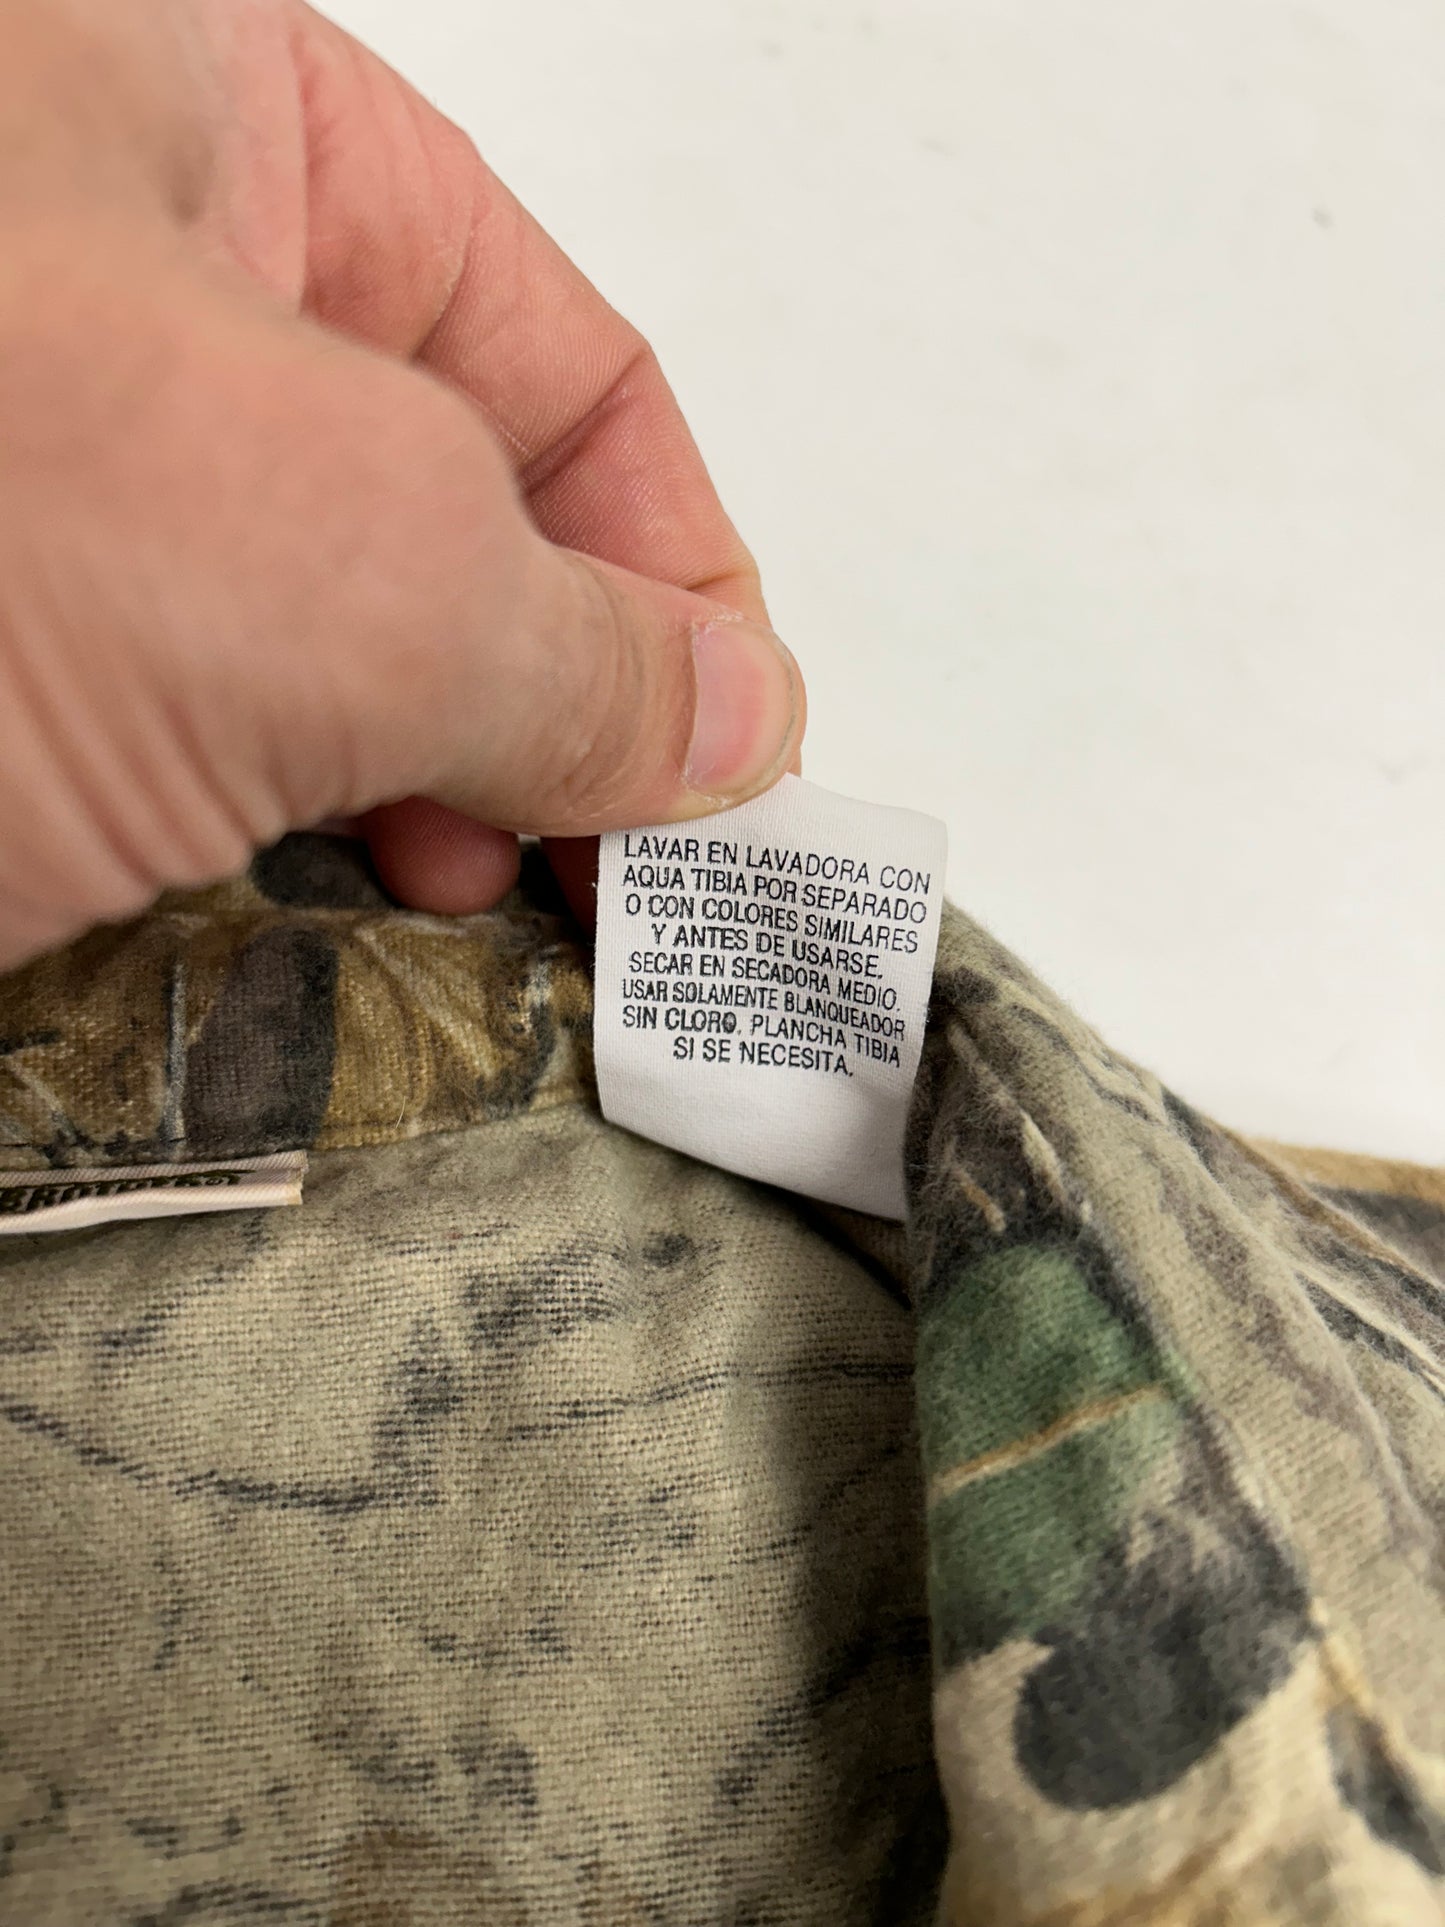 LAVAR EN LAVADORA CON
AQUA TIBIA POR SEPARADO
O CON COLORES SIMILARES
Y ANTES DE USARSE.
SECAR EN SECADORA MEDIO.
USAR SOLAMENTE BLANQUEADOR
SIN CLORO. PLANCHA TIBIA
SI SE NECESITA.